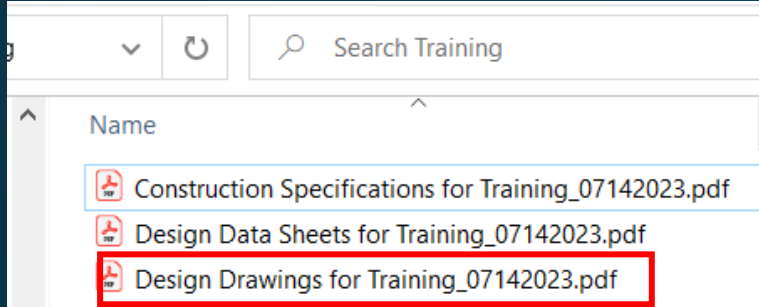 g
Search Training
Name
Construction Specifications for Training_07142023.pdf
Design Data Sheets for Training_07142023.pdf
Design Drawings for Training_07142023.pdf